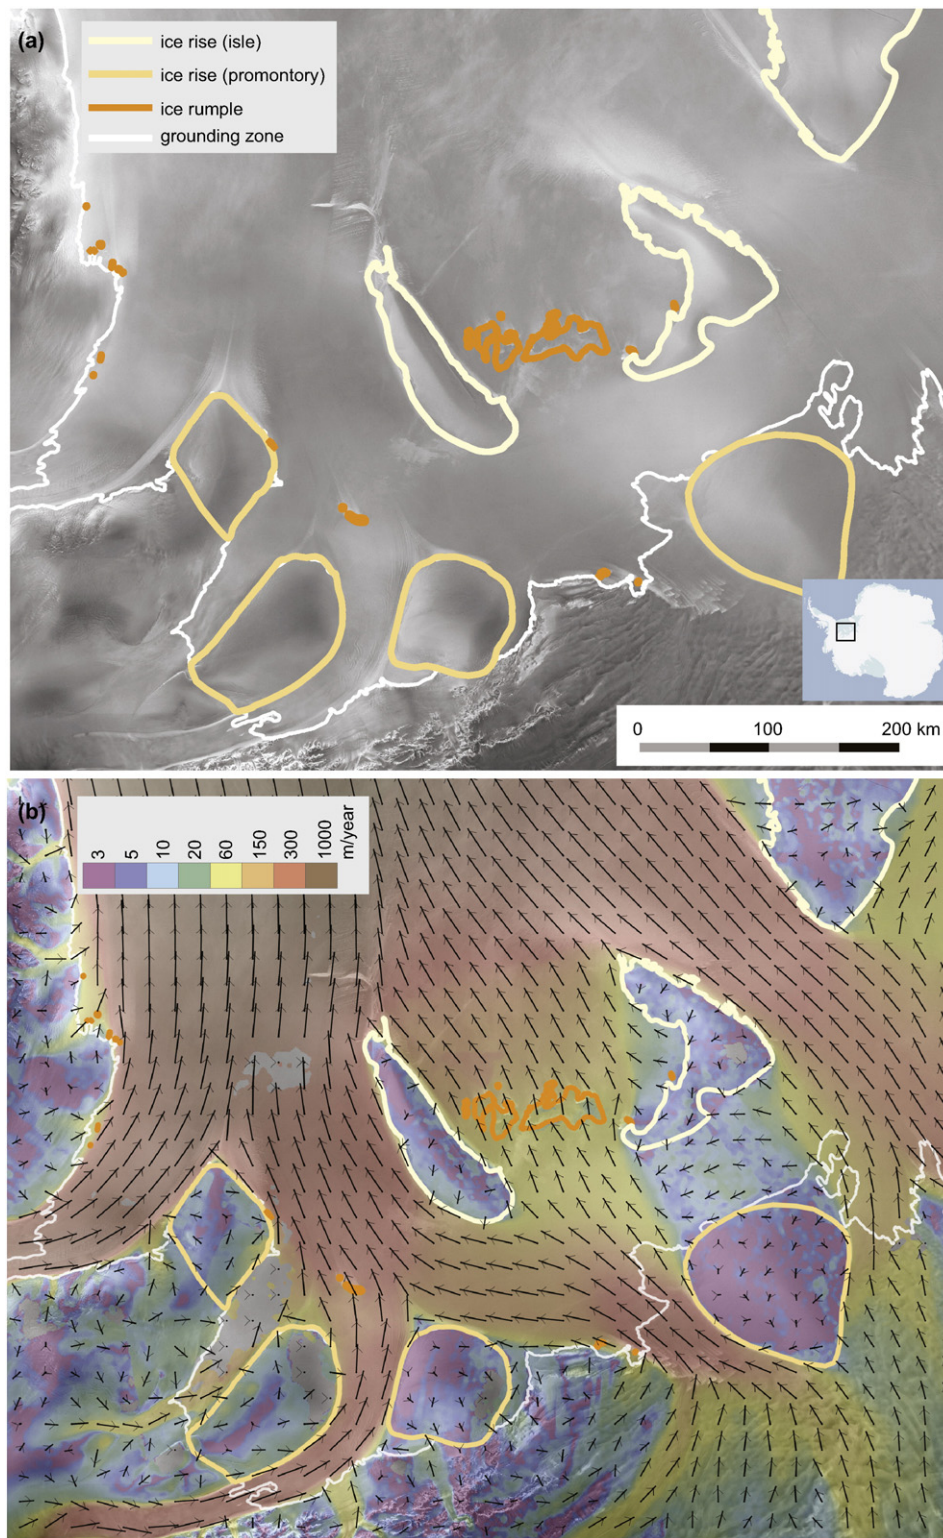 (a)
ice rise (isle)
ice rise (promontory)
ice rumple
grounding zone
0 100 200 km
(b)
3 5 10 20 60 150 300 1000 m/year